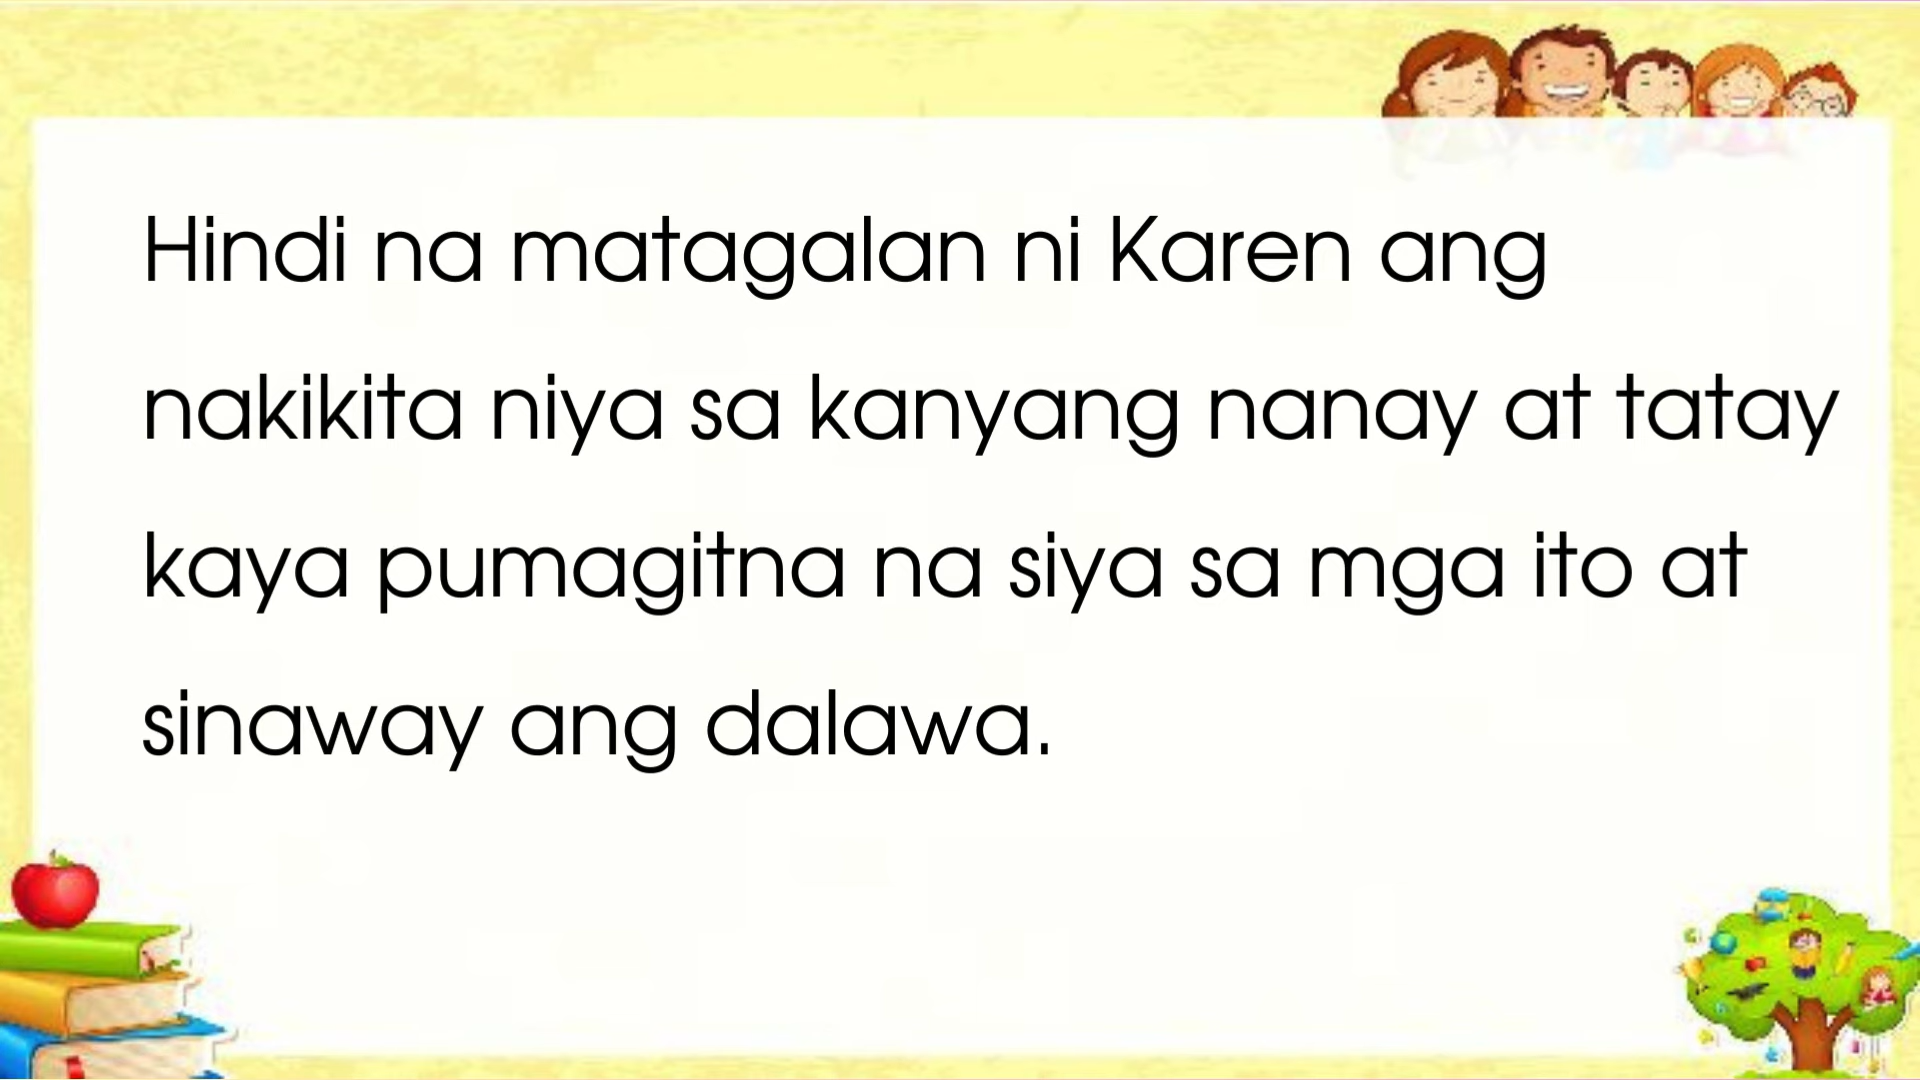 Hindi na matagalan ni Karen ang
nakikita niya sa kanyang nanay at tatay
kaya pumagitna na siya sa mga ito at
sinaway ang dalawa.